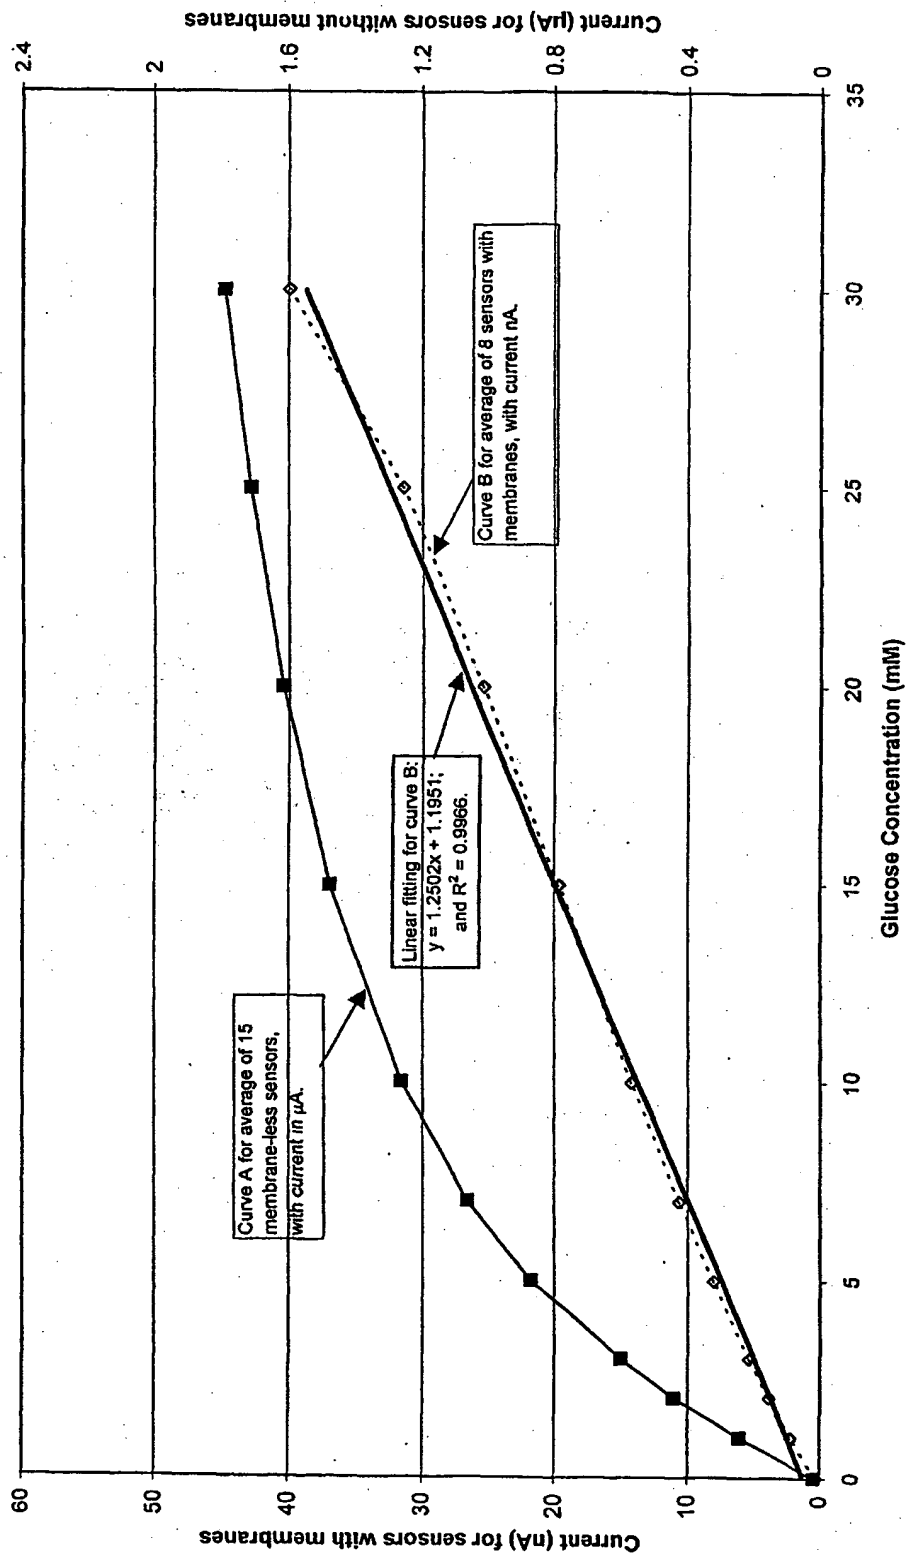 Current (nA) for sensors with membranes
60
50
40
30
20
10
0
Curve A for average of 15
membrane-less sensors,
with current in µA.
Linear fitting for curve B:
y = 1.2502x + 1.1951;
and R² = 0.9966.
Curve B for average of 8 sensors with
membranes, with current nA.
0
5
10
15
20
25
30
35
Glucose Concentration (mM)
2.4
2
1.6
1.2
0.8
0.4
0
Current (µA) for sensors without membranes